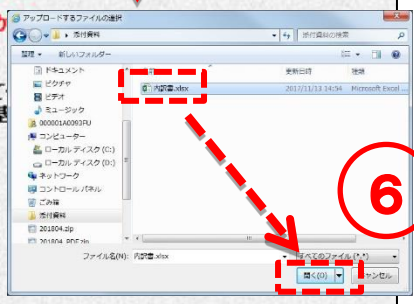 アップロードするファイルの選択
添付資料
添付資料の検索
整理
新しいフォルダー
更新日時
種類
ドキュメント
ピクチャ
ビデオ
ミュージック
000001A0093FU
コンピューター
ローカル ディスク (C:)
ローカル ディスク (D:)
ネットワーク
コントロール パネル
ごみ箱
添付資料
201804.zip
201804_PDF.zip
内訳書.xlsx
2017/11/13 14:54
Microsoft Excel ...
6
ファイル名(N):
内訳書.xlsx
すべてのファイル (*.*)
開く(O)
キャンセル